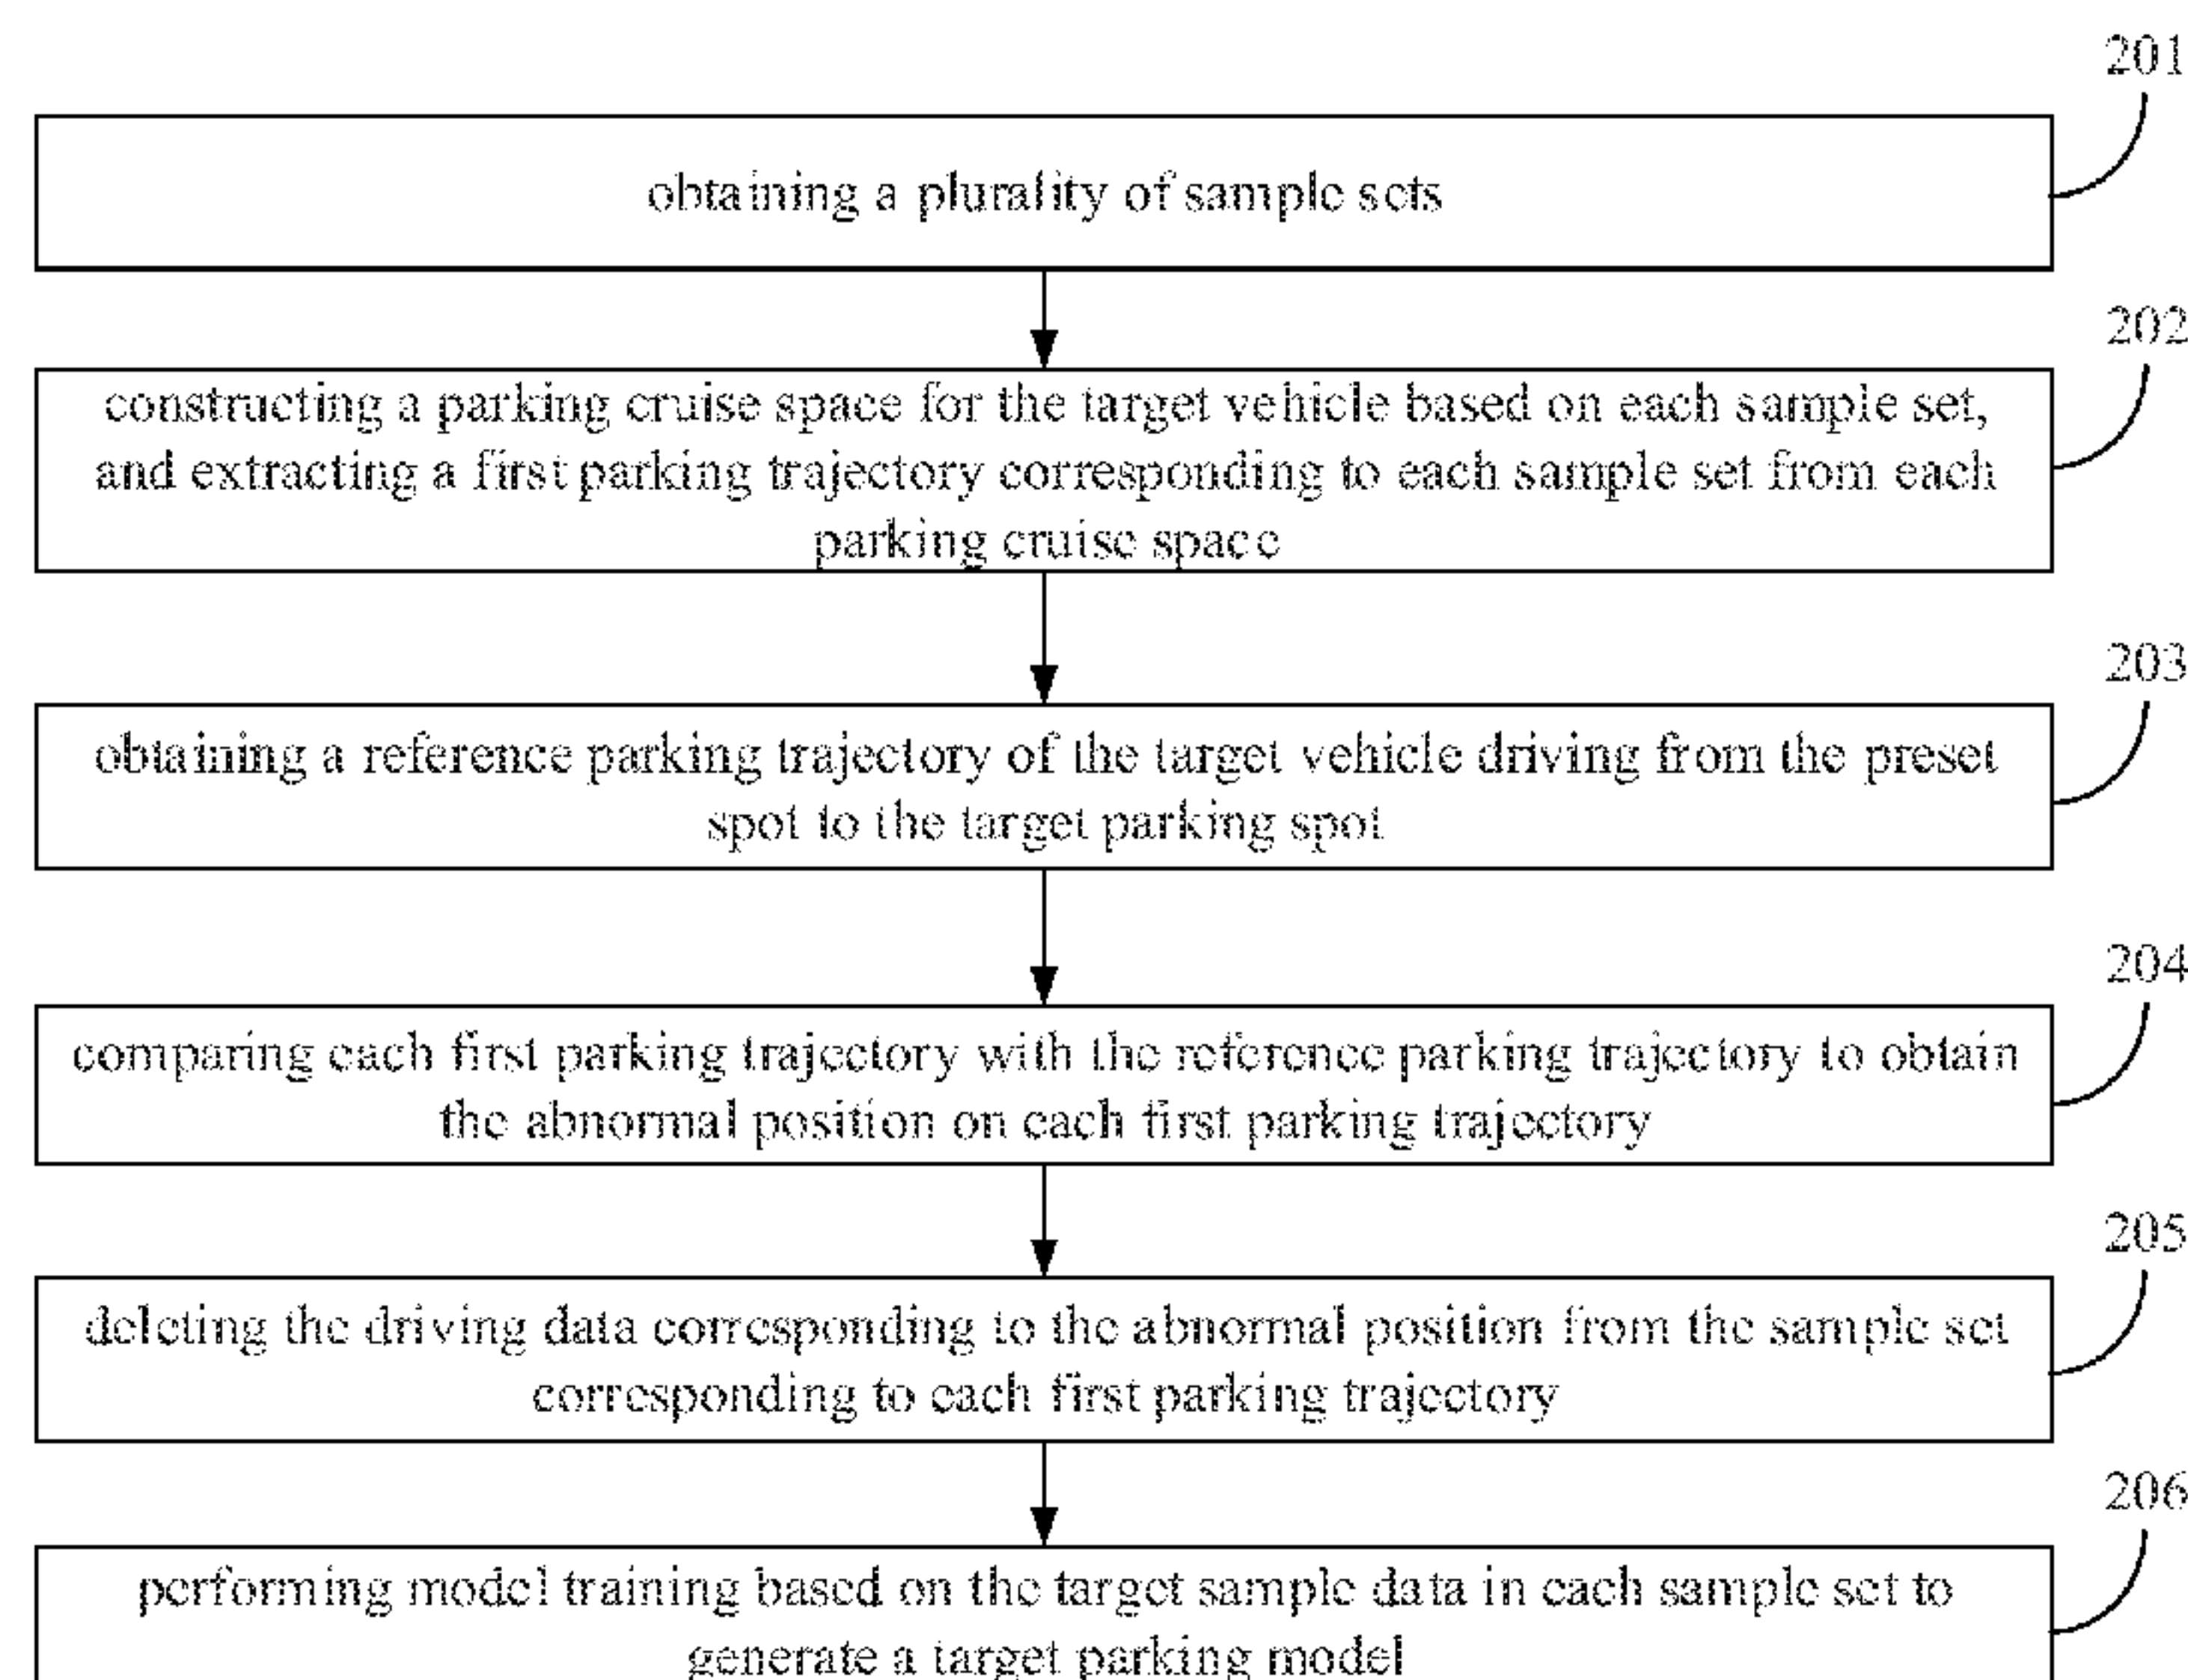 201
obtaining a plurality of sample sets
202
constructing a parking cruise space for the target vehicle based on each sample set,
and extracting a first parking trajectory corresponding to each sample set from each
parking cruise space
203
obtaining a reference parking trajectory of the target vehicle driving from the preset
spot to the target parking spot
204
comparing each first parking trajectory with the reference parking trajectory to obtain
the abnormal position on each first parking trajectory
205
deleting the driving data corresponding to the abnormal position from the sample set
corresponding to each first parking trajectory
206
performing model training based on the target sample data in each sample set to
generate a target parking model